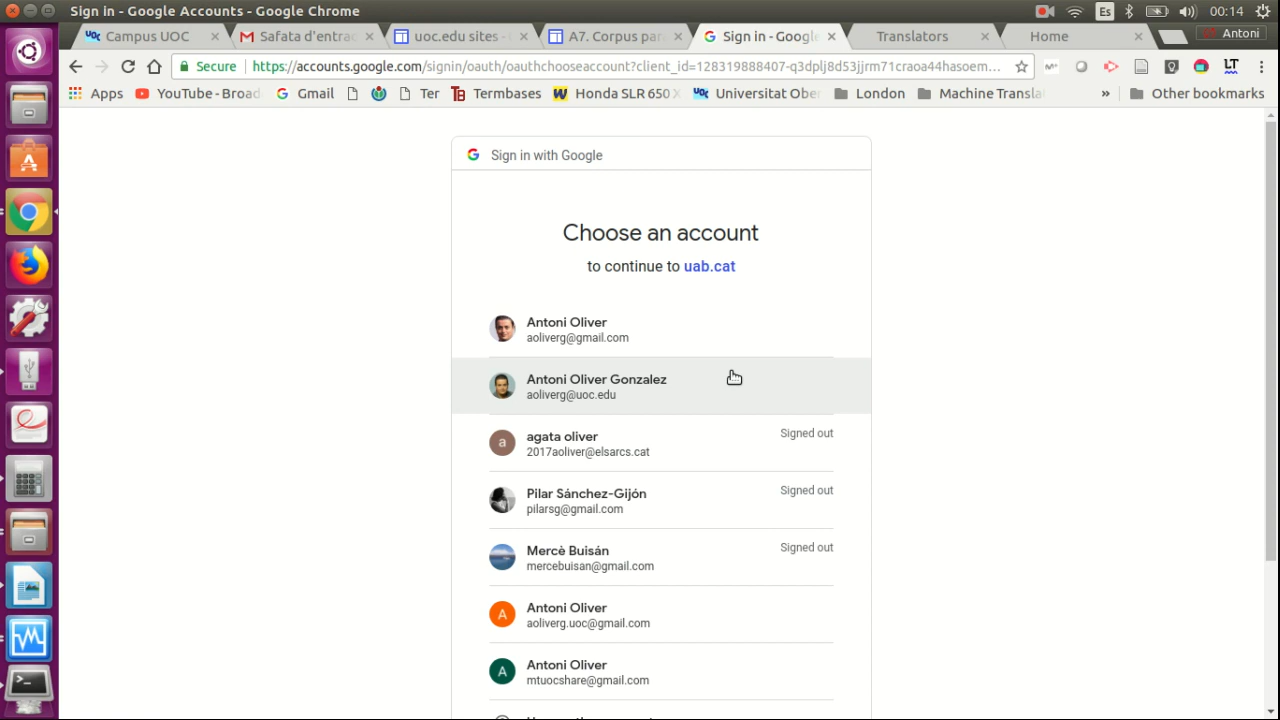 Sign in - Google Accounts - Google Chrome
Es
00:14
Campus UOC
Safata d'entrac
uoc.edu sites -
A7. Corpus par
Sign in - Google
Translators
Home
Antoni
Secure
https://accounts.google.com/signin/oauth/oauthchooseaccount?client_id=
Apps
YouTube - Broad
Gmail
Ter
Termbases
Honda SLR 650
Universitat Ober
London
Machine Transla
»
Other bookmarks
Sign in with Google
Choose an account
to continue to uab.cat
Antoni Oliver
aoliverg@gmail.com
Antoni Oliver Gonzalez
aoliverg@uoc.edu
agata oliver
Signed out
2017aoliver@elsarcs.cat
Pilar Sánchez-Gijón
Signed out
pilarsg@gmail.com
Mercè Buisán
Signed out
mercebuisan@gmail.com
Antoni Oliver
aoliverg.uoc@gmail.com
Antoni Oliver
mtuocshare@gmail.com